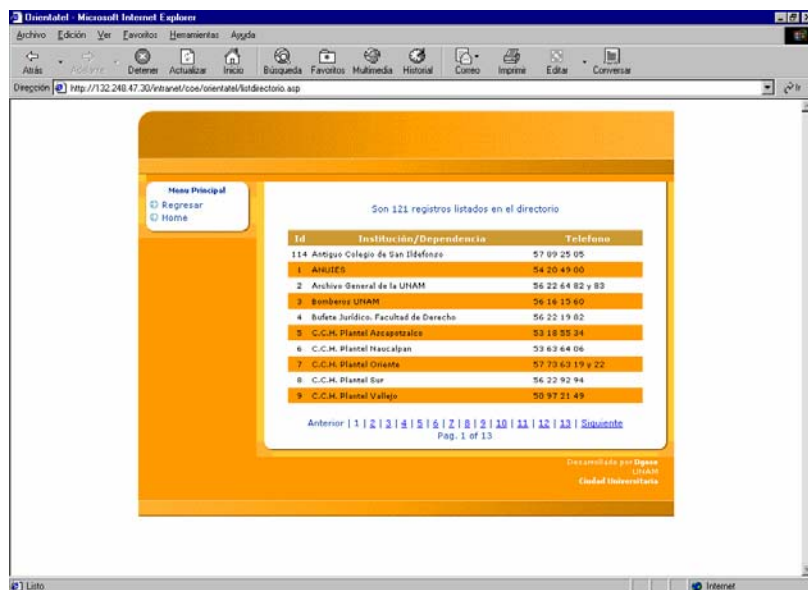 Orientatel - Microsoft Internet Explorer
Archivo Edición Ver Favoritos Herramientas Ayuda
Atrás Adelante Detener Actualizar Inicio Búsqueda Favoritos Multimedia Historial Correo Imprimir Editar Conversar
Dirección http://132.248.47.30/intranet/coe/orientatel/listdirectorio.asp Ir
Menu Principal
Regresar
Home
Son 121 registros listados en el directorio
Id Institución/Dependencia Telefono
114 Antiguo Colegio de San Ildefonso 57 89 25 05
1 ANUIES 54 20 49 00
2 Archivo General de la UNAM 56 22 64 82 y 83
3 Bomberos UNAM 56 16 15 60
4 Bufete Jurídico. Facultad de Derecho 56 22 19 82
5 C.C.H. Plantel Azcapotzalco 53 18 55 34
6 C.C.H. Plantel Naucalpan 53 63 64 06
7 C.C.H. Plantel Oriente 57 73 63 19 y 22
8 C.C.H. Plantel Sur 56 22 92 94
9 C.C.H. Plantel Vallejo 50 97 21 49
Anterior | 1 | 2 | 3 | 4 | 5 | 6 | 7 | 8 | 9 | 10 | 11 | 12 | 13 | Siguiente
Pag. 1 of 13
Desarrollado por Dgose
UNAM
Ciudad Universitaria
Listo Internet